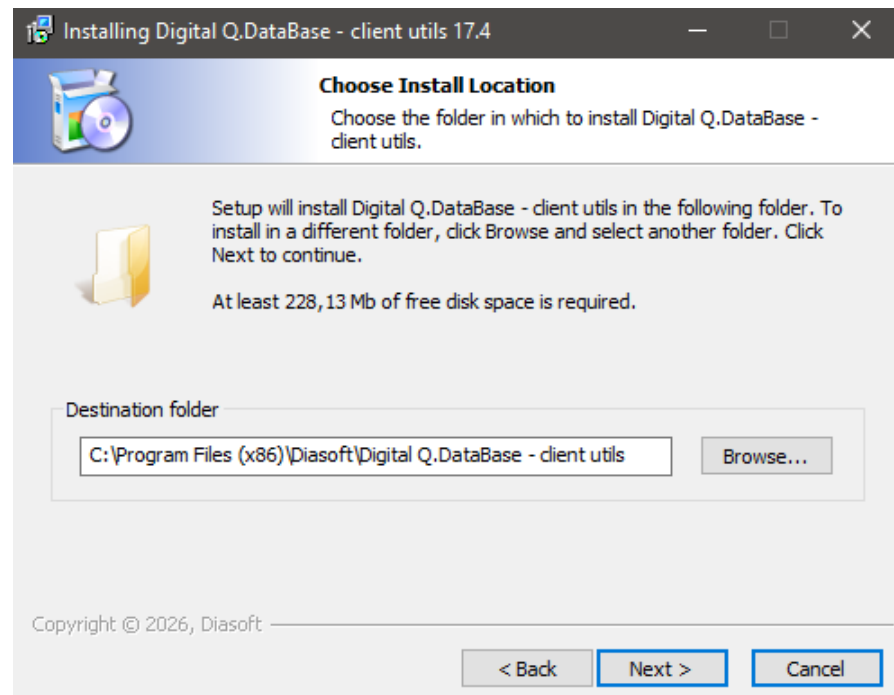 Installing Digital Q.DataBase - client utils 17.4
Choose Install Location
Choose the folder in which to install Digital Q.DataBase -
client utils.
Setup will install Digital Q.DataBase - client utils in the following folder. To
install in a different folder, click Browse and select another folder. Click
Next to continue.
At least 228,13 Mb of free disk space is required.
Destination folder
C:\Program Files (x86)\Diasoft\Digital Q.DataBase - client utils
Browse...
Copyright © 2026, Diasoft
< Back
Next >
Cancel